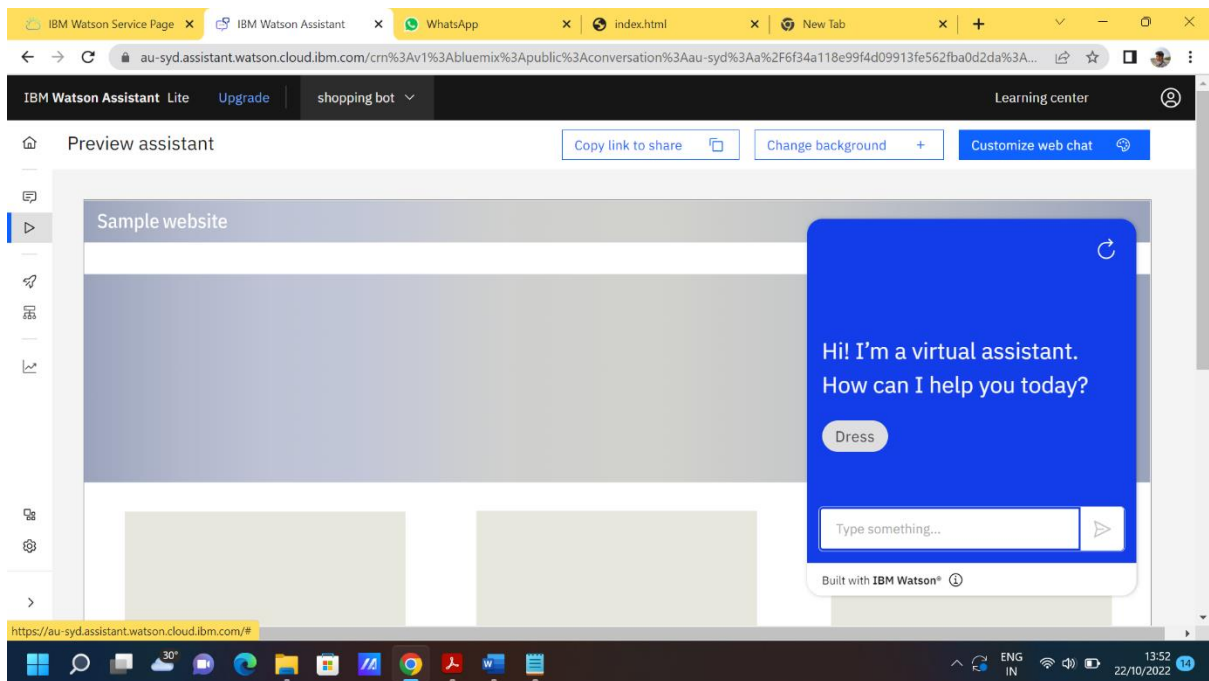 IBM Watson Service Page
IBM Watson Assistant
WhatsApp
index.html
New Tab
au-syd.assistant.watson.cloud.ibm.com/crn%3Av1%3Abluemix%3Apublic%3Aconversation%3Aau-syd%3Aa%2F6f34a118e99f4d09913fe562fba0d2da%3A...
IBM Watson Assistant Lite
Upgrade
shopping bot
Learning center
Preview assistant
Copy link to share
Change background +
Customize web chat
Sample website
Hi! I'm a virtual assistant.
How can I help you today?
Dress
Type something...
Built with IBM Watson®
https://au-syd.assistant.watson.cloud.ibm.com/#
30°
ENG
IN
13:52
22/10/2022
14